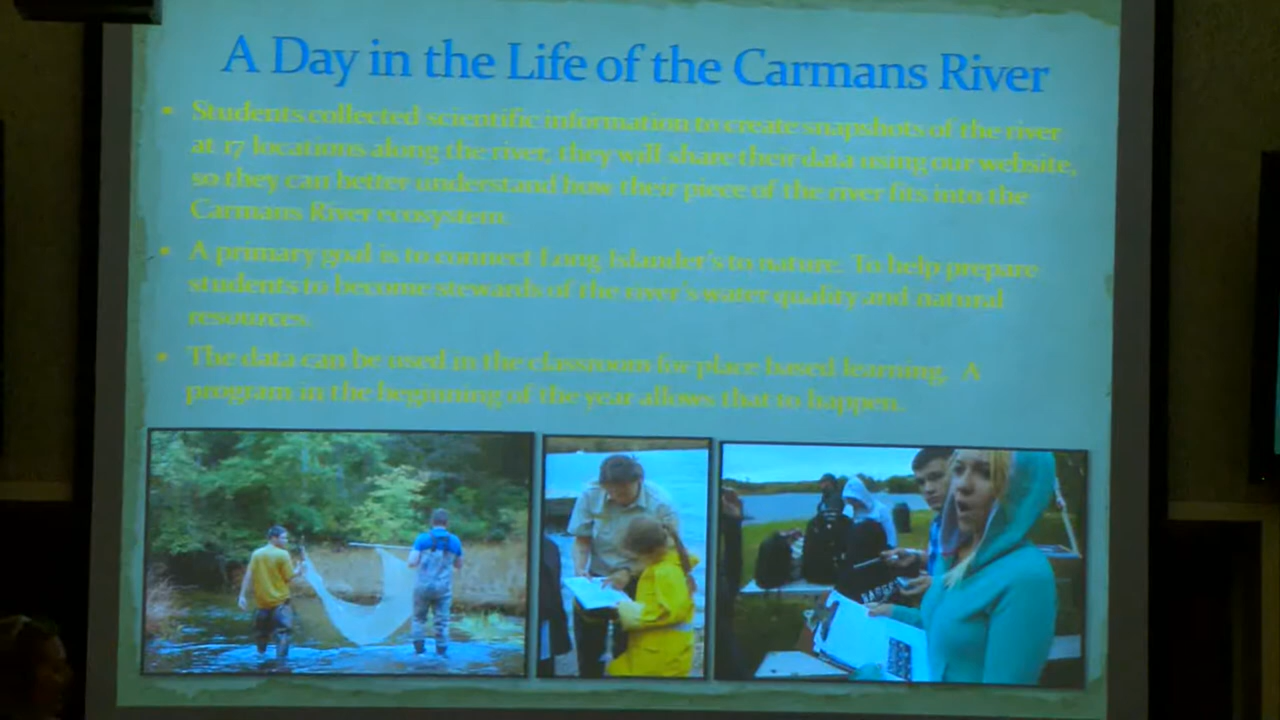 A Day in the Life of the Carmans River
• Students collected scientific information to create snapshots of the river
at 17 locations along the river; they will share their data using our website,
so they can better understand how their piece of the river fits into the
Carmans River ecosystem.
• A primary goal is to connect Long Islander's to nature. To help prepare
students to become stewards of the river's water quality and natural
resources.
• The data can be used in the classroom for place based learning. A
program in the beginning of the year allows that to happen.